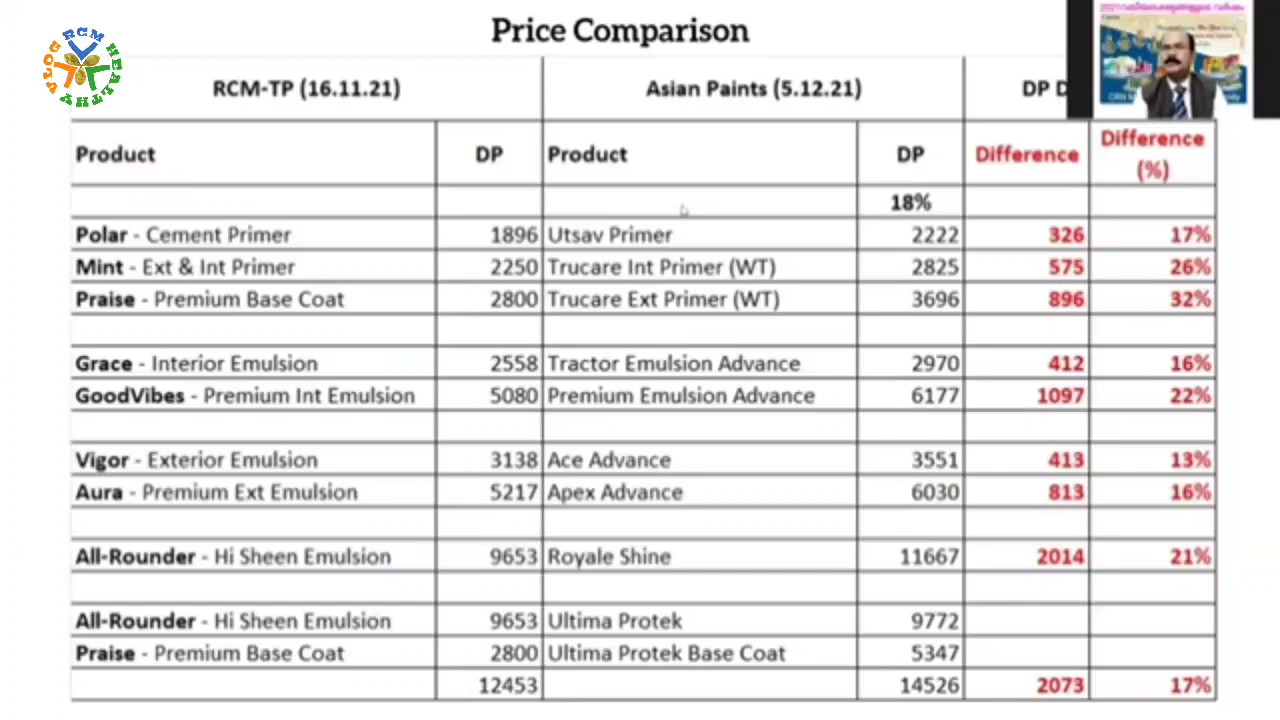 Price Comparison
VLOG RCM HEALTHY
RCM-TP (16.11.21) Asian Paints (5.12.21) DP
Product DP Product DP Difference Difference (%)
18%
Polar - Cement Primer 1896 Utsav Primer 2222 326 17%
Mint - Ext & Int Primer 2250 Trucare Int Primer (WT) 2825 575 26%
Praise - Premium Base Coat 2800 Trucare Ext Primer (WT) 3696 896 32%
Grace - Interior Emulsion 2558 Tractor Emulsion Advance 2970 412 16%
GoodVibes - Premium Int Emulsion 5080 Premium Emulsion Advance 6177 1097 22%
Vigor - Exterior Emulsion 3138 Ace Advance 3551 413 13%
Aura - Premium Ext Emulsion 5217 Apex Advance 6030 813 16%
All-Rounder - Hi Sheen Emulsion 9653 Royale Shine 11667 2014 21%
All-Rounder - Hi Sheen Emulsion 9653 Ultima Protek 9772
Praise - Premium Base Coat 2800 Ultima Protek Base Coat 5347
12453 14526 2073 17%